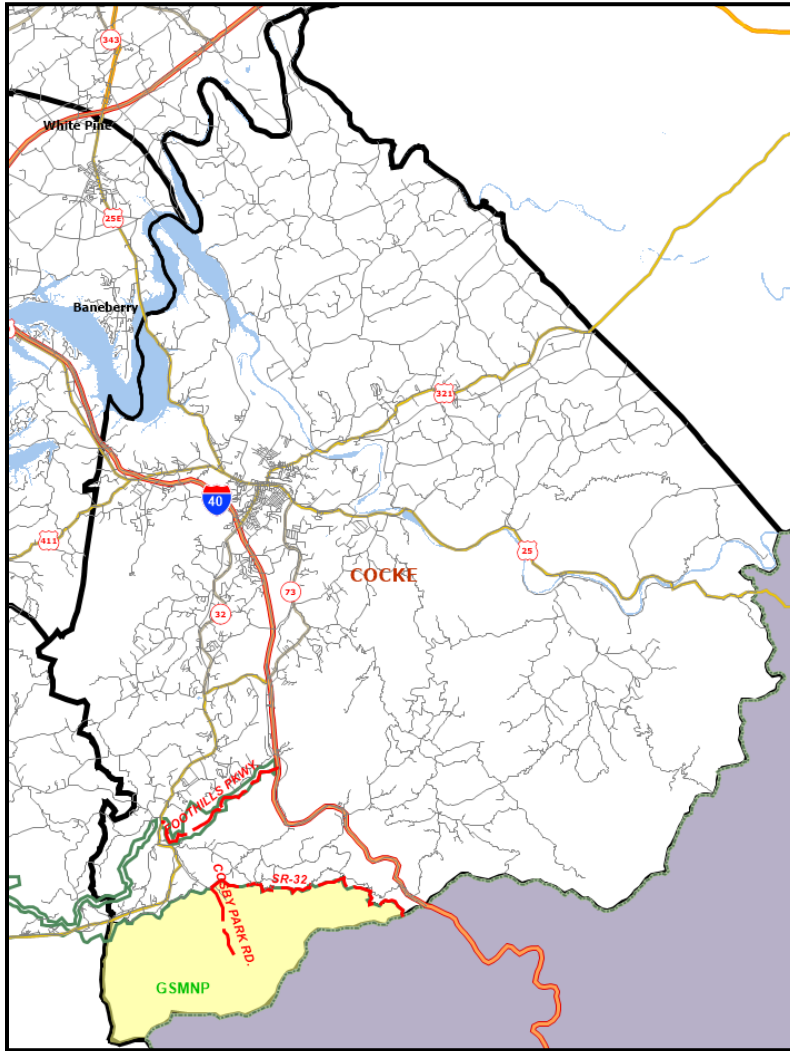 343
White Pine
25E
Baneberry
321
40
411
25
COCKE
73
32
FOOTHILLS PKWY
SR-32
COSBY PARK RD.
GSMNP